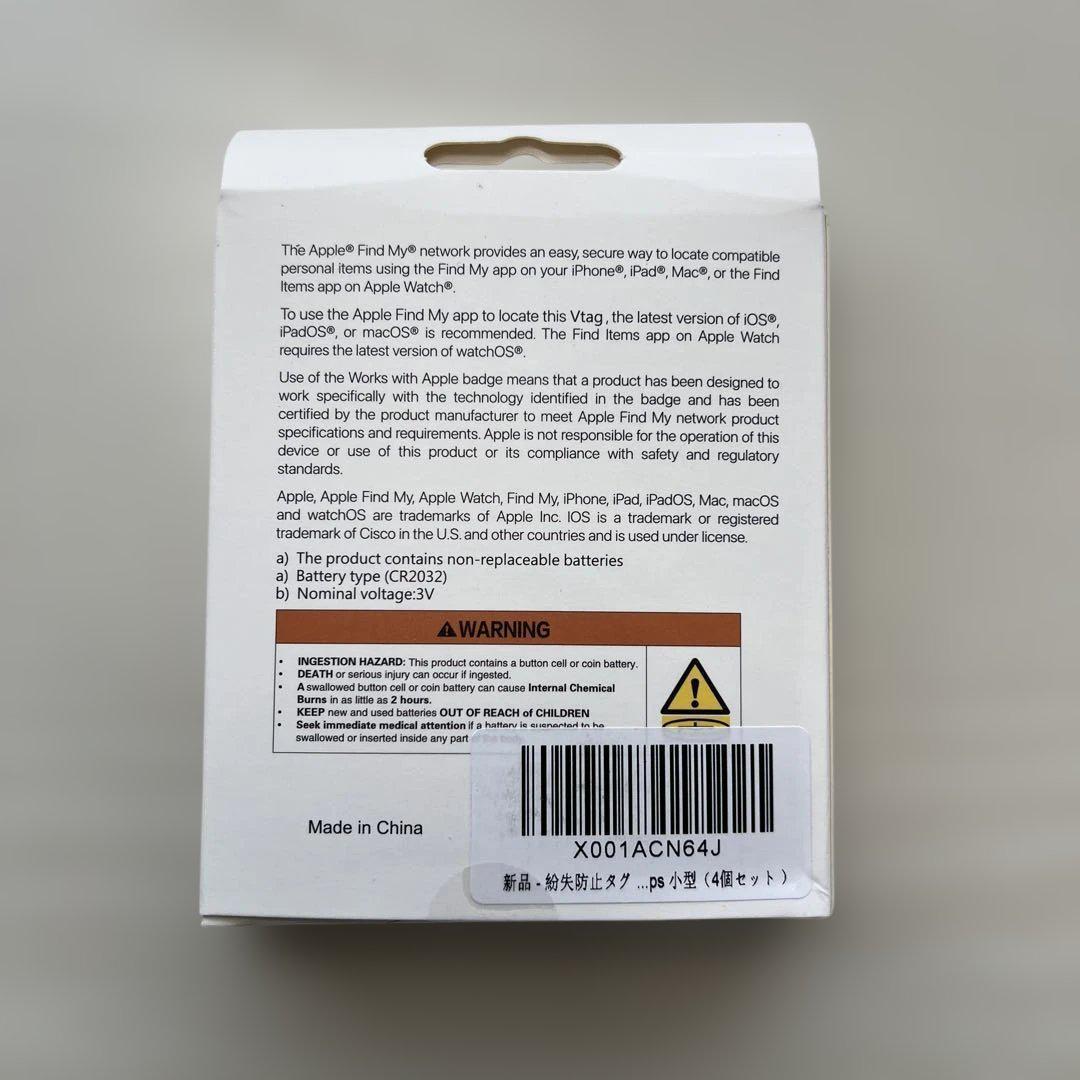 The Apple® Find My® network provides an easy, secure way to locate compatible
personal items using the Find My app on your iPhone®, iPad®, Mac®, or the Find
Items app on Apple Watch®.
To use the Apple Find My app to locate this Vtag, the latest version of iOS®,
iPadOS®, or macOS® is recommended. The Find Items app on Apple Watch
requires the latest version of watchOS®.
Use of the Works with Apple badge means that a product has been designed to
work specifically with the technology identified in the badge and has been
certified by the product manufacturer to meet Apple Find My network product
specifications and requirements. Apple is not responsible for the operation of this
device or use of this product or its compliance with safety and regulatory
standards.
Apple, Apple Find My, Apple Watch, Find My, iPhone, iPad, iPadOS, Mac, macOS
and watchOS are trademarks of Apple Inc. IOS is a trademark or registered
trademark of Cisco in the U.S. and other countries and is used under license.
a) The product contains non-replaceable batteries
a) Battery type (CR2032)
b) Nominal voltage:3V
WARNING
• INGESTION HAZARD: This product contains a button cell or coin battery.
• DEATH or serious injury can occur if ingested.
• A swallowed button cell or coin battery can cause Internal Chemical
Burns in as little as 2 hours.
• KEEP new and used batteries OUT OF REACH of CHILDREN
• Seek immediate medical attention if a battery is suspected to be
swallowed or inserted inside any part of the body.
Made in China
X001ACN64J
新品 - 紛失防止タグ ...ps 小型（4個セット）